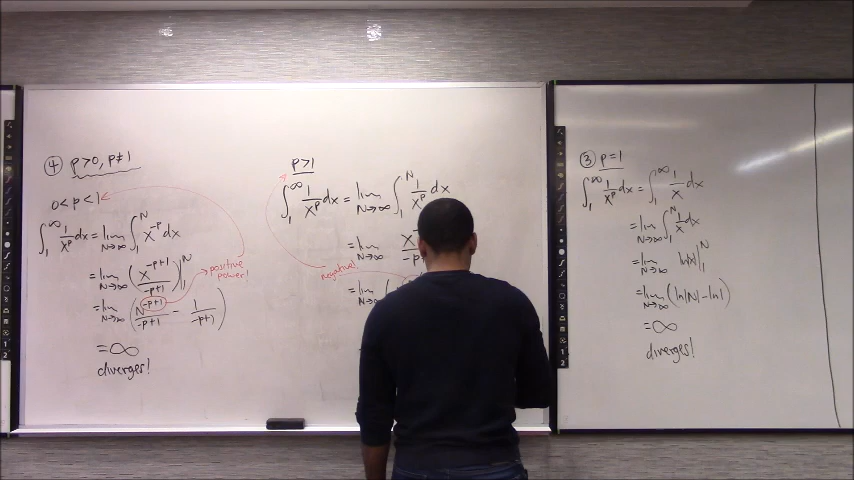 ④ p>0, p≠1
0<p<1
∫₁^∞ 1/x^p dx = lim N→∞ ∫₁^N x^-p dx
= lim N→∞ (x^-p+1/-p+1)|₁^N
positive power!
= lim N→∞ (N^-p+1/-p+1 - 1/-p+1)
= ∞
diverges!
p>1
∫₁^∞ 1/x^p dx = lim N→∞ ∫₁^N 1/x^p dx
= lim N→∞
negative!
= lim N→∞ (
③ p=1
∫₁^∞ 1/x^p dx = ∫₁^∞ 1/x dx
= lim N→∞ ∫₁^N 1/x dx
= lim N→∞ ln|x| |₁^N
= lim N→∞ (ln|N| - ln1)
= ∞
diverges!